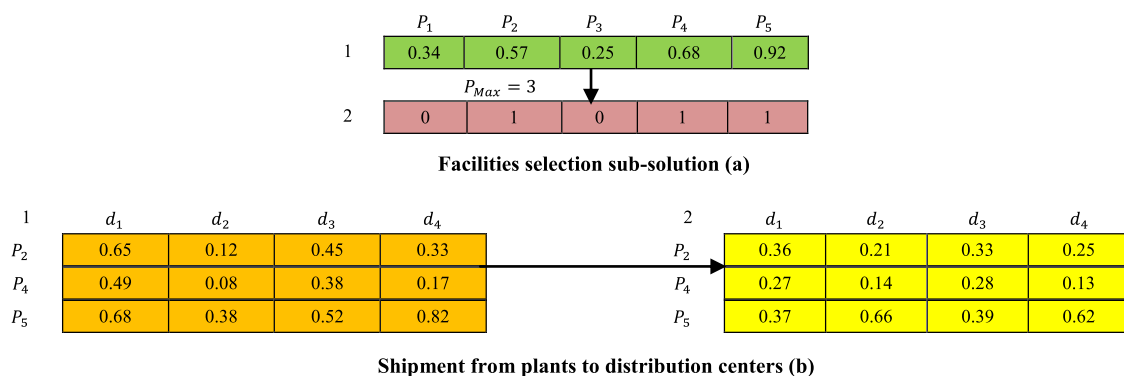 P₁ P₂ P₃ P₄ P₅
1 0.34 0.57 0.25 0.68 0.92
P_Max = 3
2 0 1 0 1 1
Facilities selection sub-solution (a)
1 d₁ d₂ d₃ d₄ 2 d₁ d₂ d₃ d₄
P₂ 0.65 0.12 0.45 0.33 P₂ 0.36 0.21 0.33 0.25
P₄ 0.49 0.08 0.38 0.17 P₄ 0.27 0.14 0.28 0.13
P₅ 0.68 0.38 0.52 0.82 P₅ 0.37 0.66 0.39 0.62
Shipment from plants to distribution centers (b)